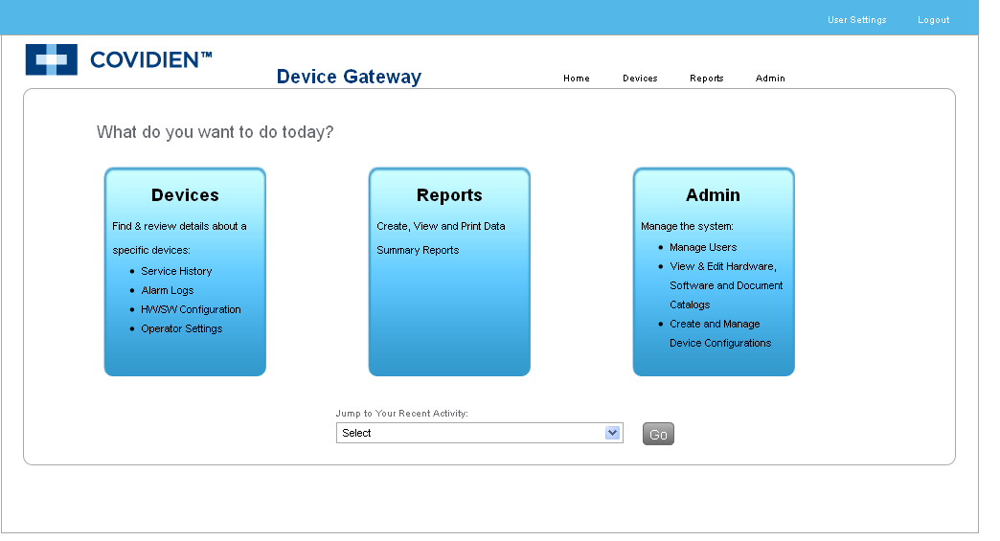 User Settings Logout
COVIDIEN™
Device Gateway
Home Devices Reports Admin
What do you want to do today?
Devices
Find & review details about a
specific devices:
• Service History
• Alarm Logs
• HW/SW Configuration
• Operator Settings
Reports
Create, View and Print Data
Summary Reports
Admin
Manage the system:
• Manage Users
• View & Edit Hardware,
Software and Document
Catalogs
• Create and Manage
Device Configurations
Jump to Your Recent Activity:
Select
Go